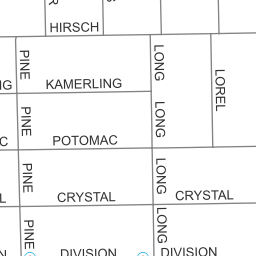 HIRSCH
PINE
LONG
KAMERLING
LOREL
PINE
LONG
POTOMAC
PINE
LONG
CRYSTAL
CRYSTAL
PINE
LONG
DIVISION
DIVISION